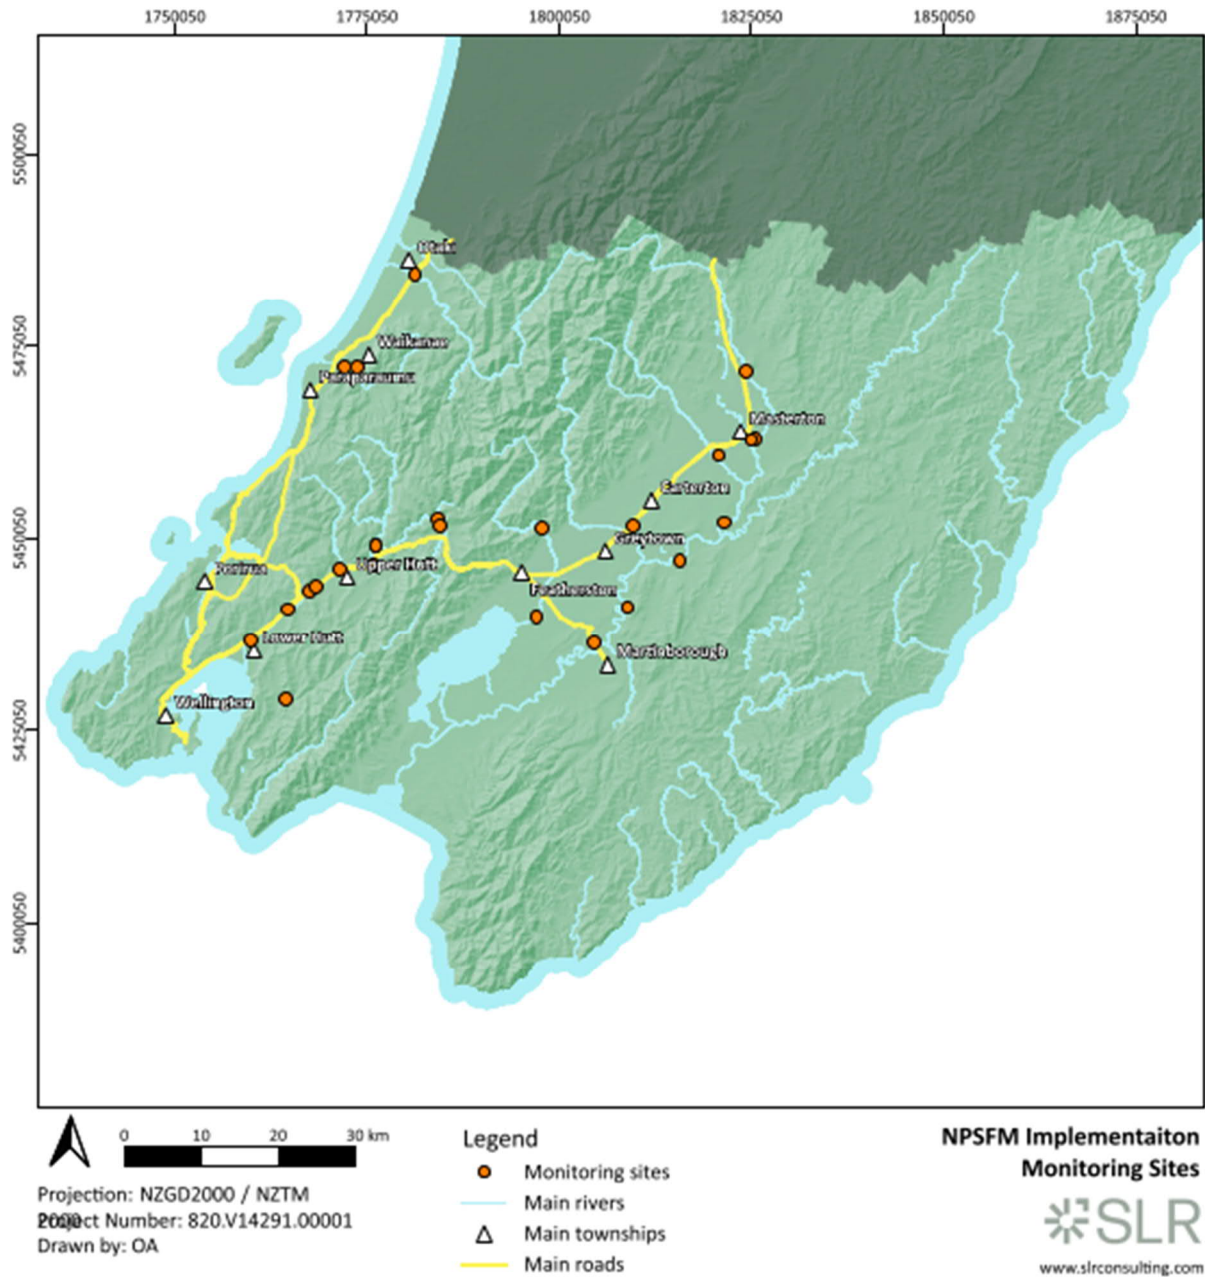 1750050 1775050 1800050 1825050 1850050 1875050
5500050
5475050
5450050
5425050
5400050
Otaki
Waikanae
Paraparaumu
Masterton
Carterton
Greytown
Porirua
Upper Hutt
Featherston
Lower Hutt
Martinborough
Wellington
0 10 20 30 km
Projection: NZGD2000 / NZTM
2000
Project Number: 820.V14291.00001
Drawn by: OA
Legend
Monitoring sites
Main rivers
Main townships
Main roads
NPSFM Implementaiton
Monitoring Sites
SLR
www.slrconsulting.com